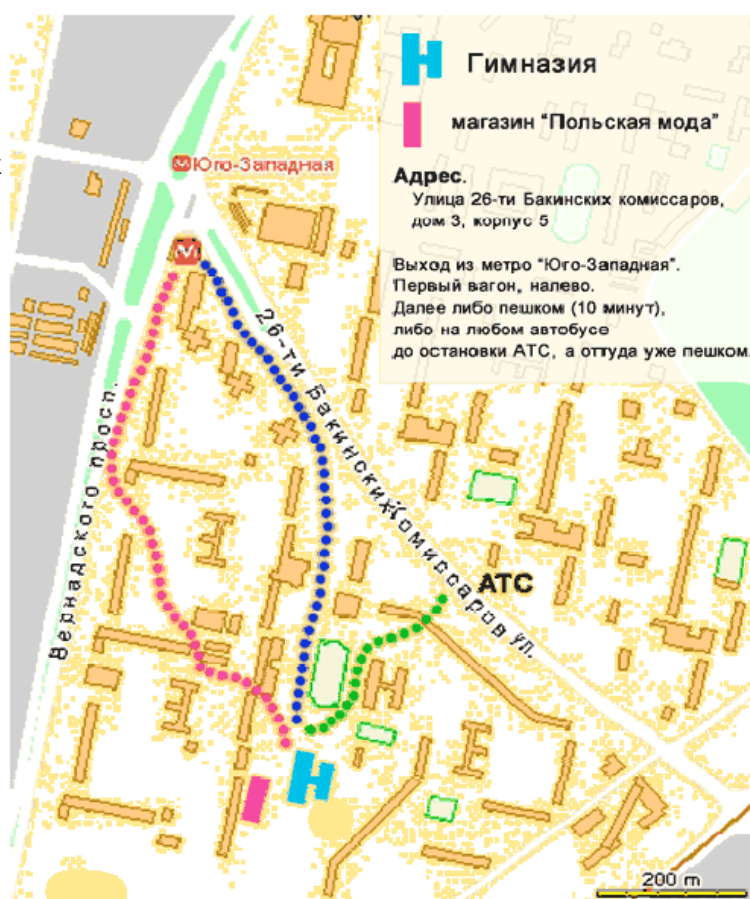 Гимназия
магазин “Польская мода”
Адрес.
Улица 26-ти Бакинских комиссаров,
дом 3, корпус 5
Выход из метро “Юго-Западная”.
Первый вагон, налево.
Далее либо пешком (10 минут),
либо на любом автобусе
до остановки АТС, а оттуда уже пешком.
М Юго-Западная
М
26-ти Бакинских Комиссаров ул.
Вернадского просп.
АТС
200 m